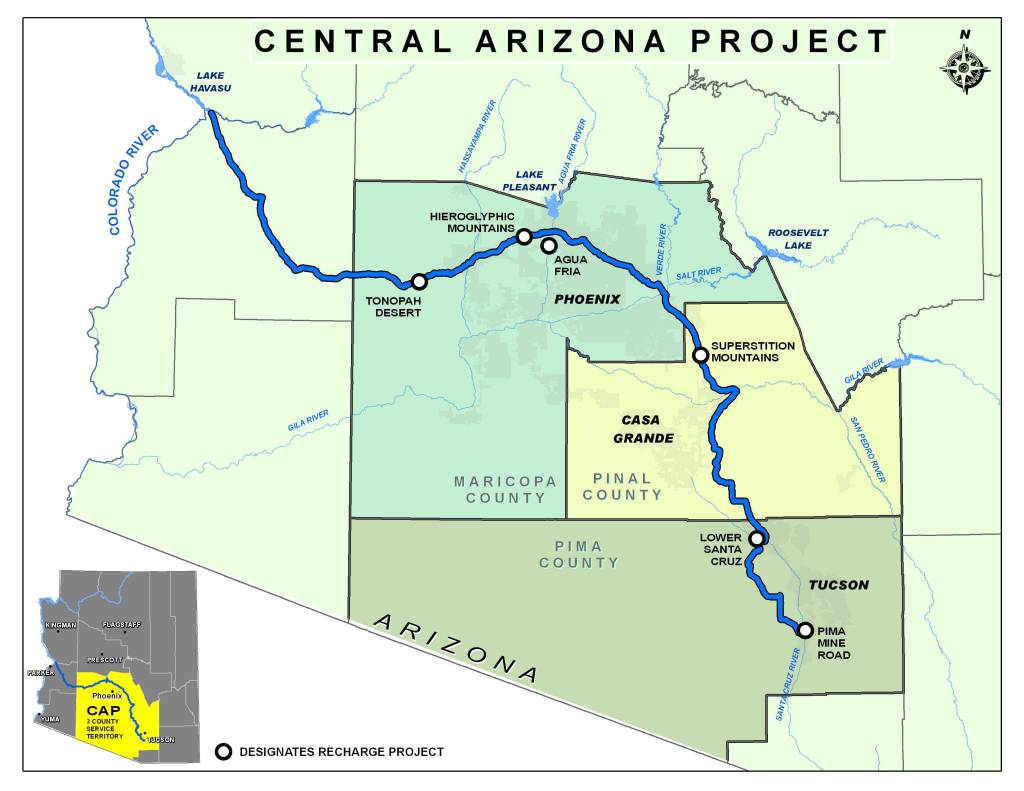 CENTRAL ARIZONA PROJECT
N
LAKE
HAVASU
COLORADO RIVER
HASSAYAMPA RIVER
AGUA FRIA RIVER
LAKE
PLEASANT
HIEROGLYPHIC
MOUNTAINS
AGUA
FRIA
VERDE RIVER
ROOSEVELT
LAKE
SALT RIVER
TONOPAH
DESERT
PHOENIX
SUPERSTITION
MOUNTAINS
GILA RIVER
GILA RIVER
CASA
GRANDE
SAN PEDRO RIVER
MARICOPA
COUNTY
PINAL
COUNTY
PIMA
COUNTY
LOWER
SANTA
CRUZ
TUCSON
PIMA
MINE
ROAD
SANTA CRUZ RIVER
ARIZONA
KINGMAN
FLAGSTAFF
PRESCOTT
PARKER
Phoenix
CAP
3 COUNTY
SERVICE
TERRITORY
YUMA
TUCSON
DESIGNATES RECHARGE PROJECT